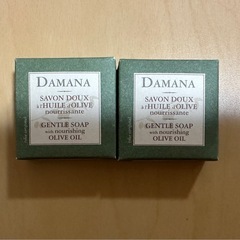 DAMANA
SAVON DOUX
à l'HUILE d'OLIVE
nourrissante
GENTLE SOAP
with nourishing
OLIVE OIL
DAMANA
SAVON DOUX
à l'HUILE d'OLIVE
nourrissante
GENTLE SOAP
with nourishing
OLIVE OIL